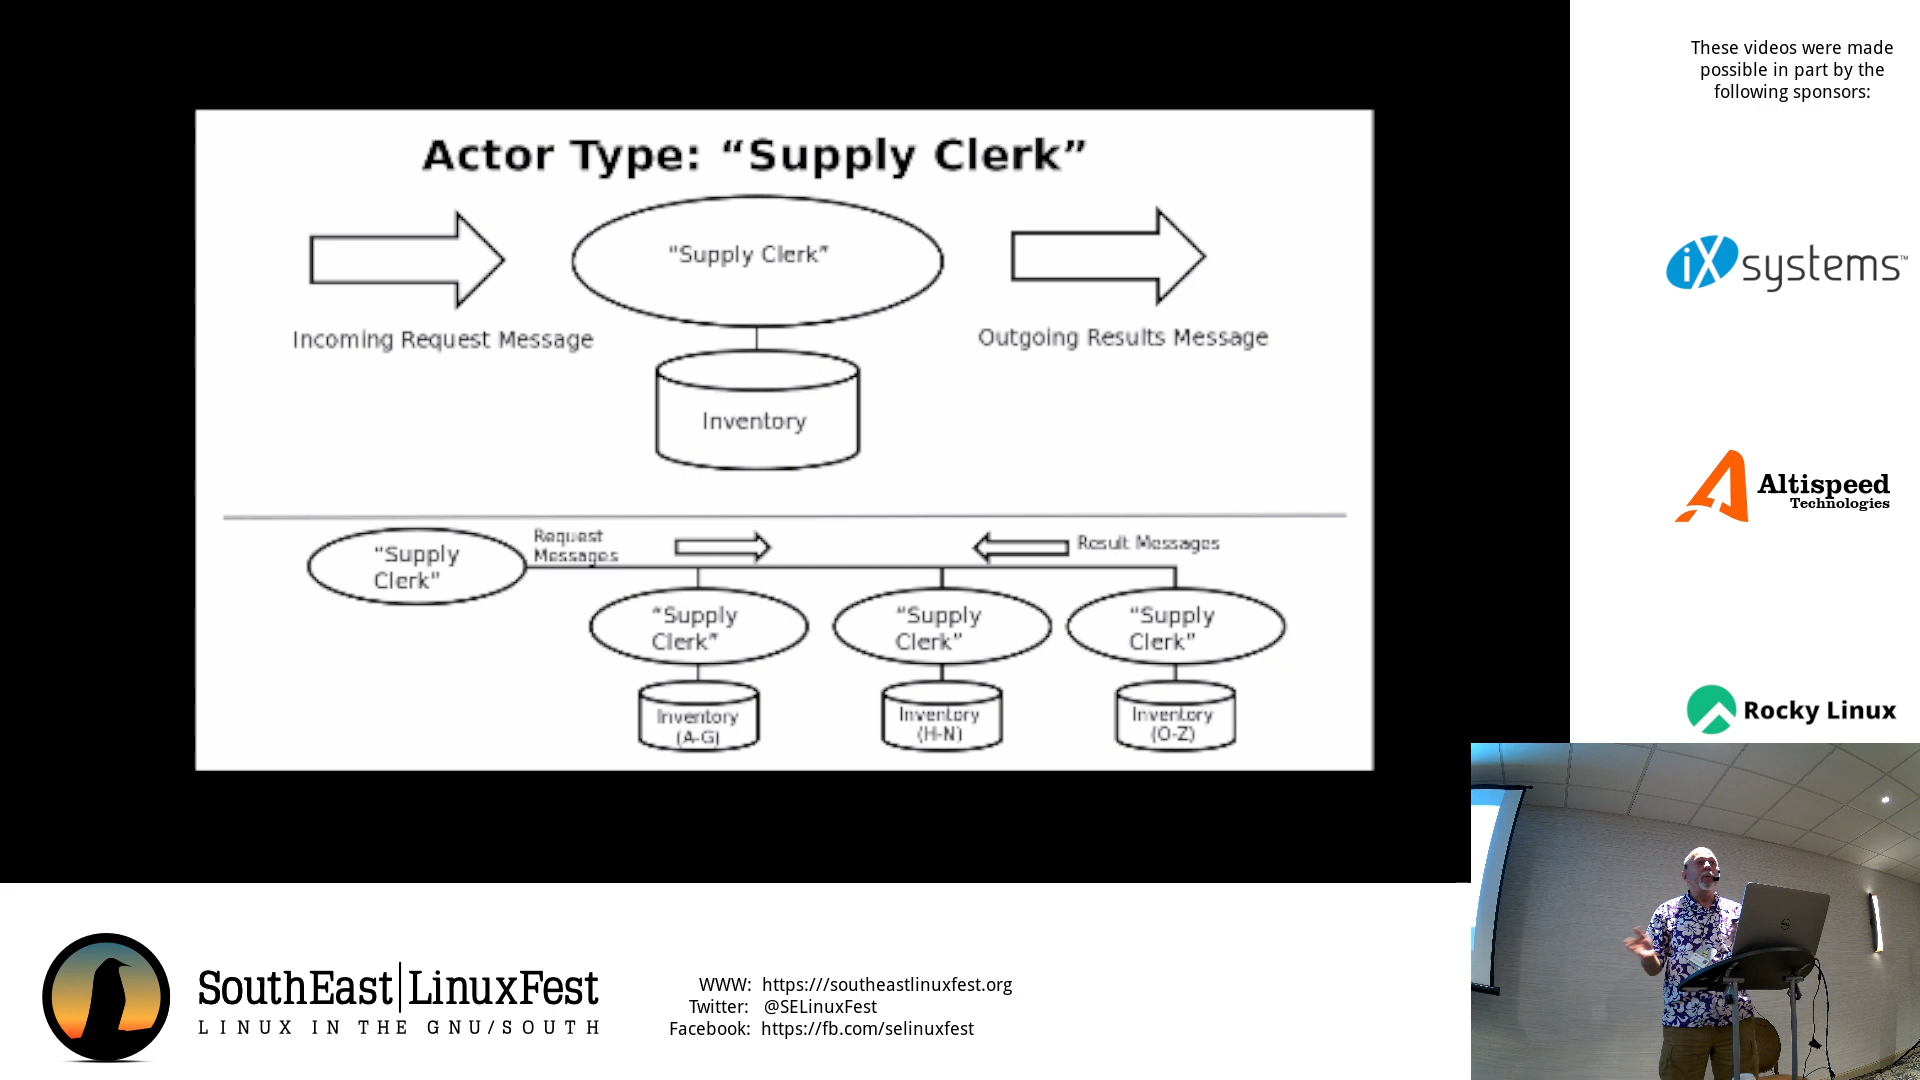 These videos were made
possible in part by the
following sponsors:
Actor Type: “Supply Clerk”
“Supply Clerk”
Incoming Request Message
Outgoing Results Message
Inventory
“Supply
Clerk”
Request
Messages
Result Messages
“Supply
Clerk”
“Supply
Clerk”
“Supply
Clerk”
Inventory
(A-G)
Inventory
(H-N)
Inventory
(O-Z)
iXsystems™
Altispeed
Technologies
Rocky Linux
SouthEast LinuxFest
LINUX IN THE GNU/SOUTH
WWW: https:///southeastlinuxfest.org
Twitter: @SELinuxFest
Facebook: https://fb.com/selinuxfest